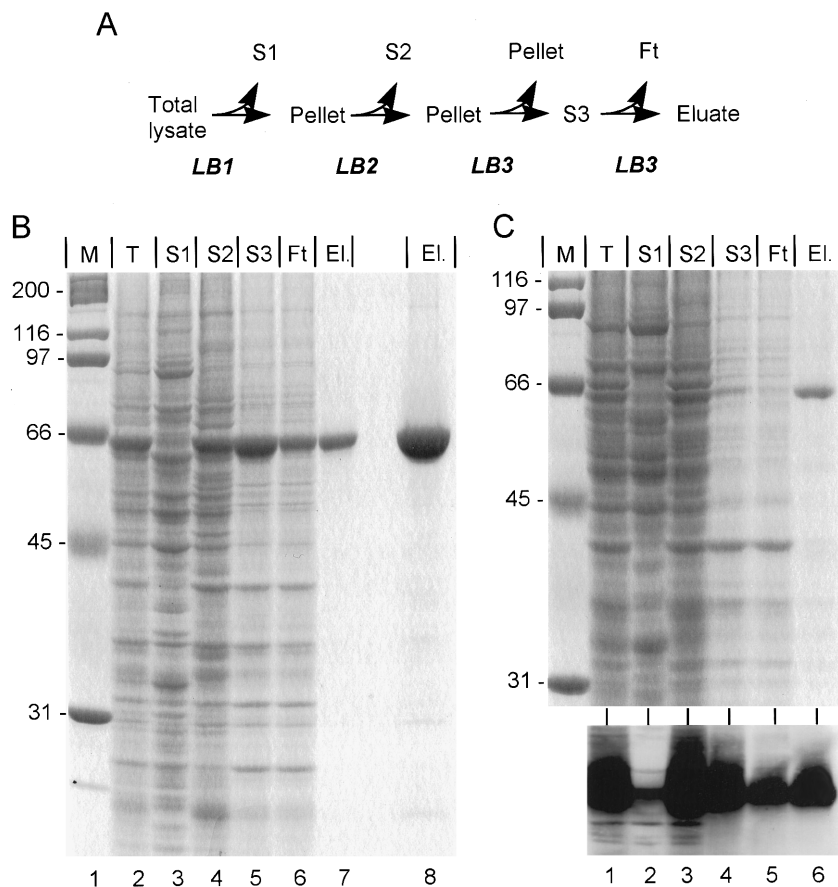 A
S1 S2 Pellet Ft
Total lysate Pellet Pellet S3 Eluate
LB1 LB2 LB3 LB3
B
M T S1 S2 S3 Ft El. El.
200 -
116 -
97 -
66 -
45 -
31 -
1 2 3 4 5 6 7 8
C
M T S1 S2 S3 Ft El.
116 -
97 -
66 -
45 -
31 -
1 2 3 4 5 6